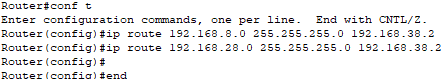 Router#conf t
Enter configuration commands, one per line.  End with CNTL/Z.
Router(config)#ip route 192.168.8.0 255.255.255.0 192.168.38.2
Router(config)#ip route 192.168.28.0 255.255.255.0 192.168.38.2
Router(config)#
Router(config)#end